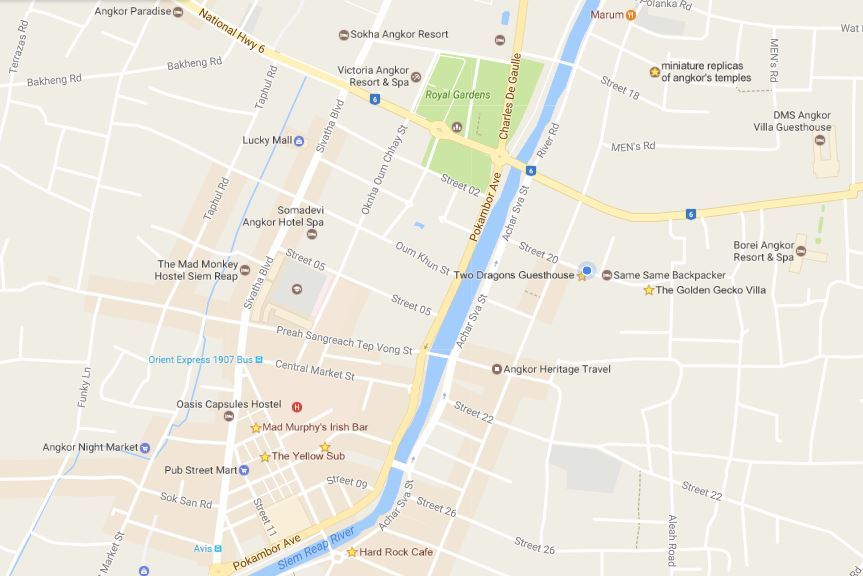 Angkor Paradise
National Hwy 6
Sokha Angkor Resort
Marum
Polanka Rd
Terrazas Rd
Bakheng Rd
Bakheng Rd
Taphul Rd
Sivatha Blvd
Victoria Angkor
Resort & Spa
6
Royal Gardens
Charles De Gaulle
miniature replicas
of angkor's temples
MEN's Rd
Wat
Street 18
DMS Angkor
Villa Guesthouse
Lucky Mall
Oknha Oum Chhay St
River Rd
MEN's Rd
6
Street 02
Taphul Rd
Somadevi
Angkor Hotel Spa
Pokambor Ave
Achar Sva St
6
Oum Khun St
Street 20
Borei Angkor
Resort & Spa
The Mad Monkey
Hostel Siem Reap
Sivatha Blvd
Street 05
Two Dragons Guesthouse
Same Same Backpacker
The Golden Gecko Villa
Street 05
Achar Sva St
Preah Sangreach Tep Vong St
Orient Express 1907 Bus
Central Market St
Angkor Heritage Travel
Funky Ln
Oasis Capsules Hostel
H
Mad Murphy's Irish Bar
Street 22
Angkor Night Market
The Yellow Sub
Pub Street Mart
Street 09
Sok San Rd
Street 11
Achar Sva St
Street 26
Street 22
Aleah Road
Market St
Avis
Pokambor Ave
Siem Reap River
Hard Rock Cafe
Street 26
Rd